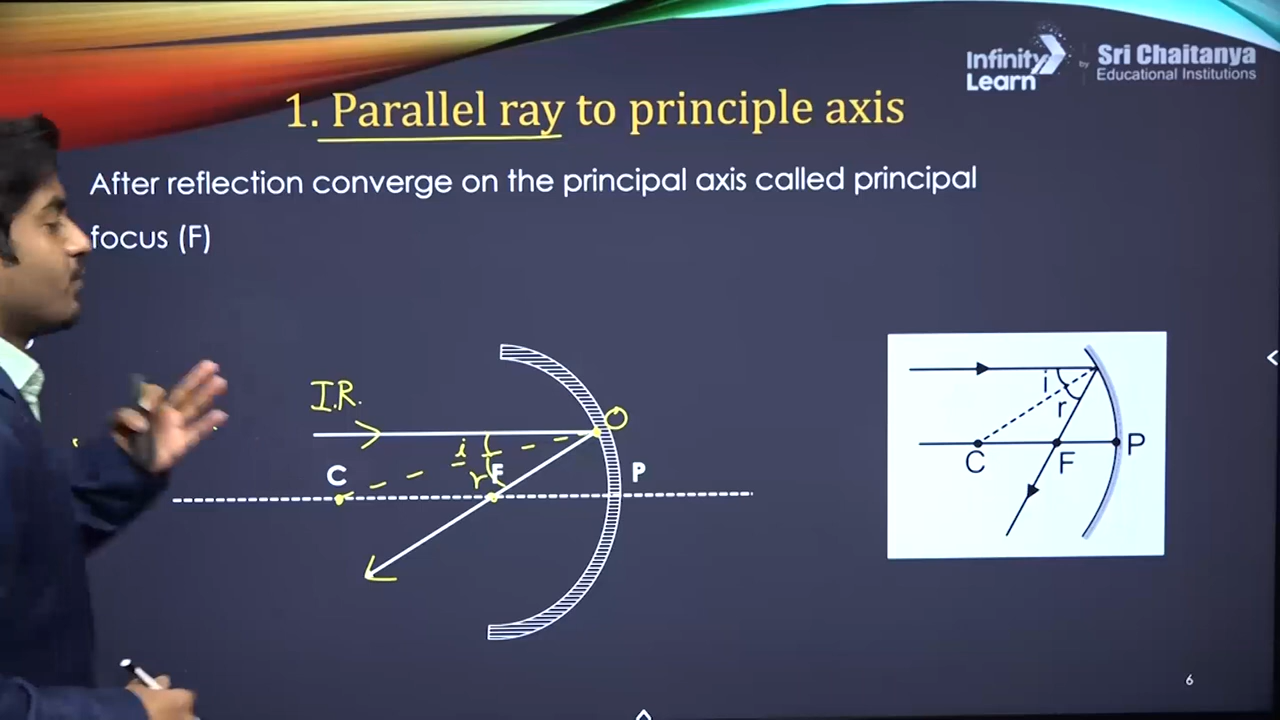 Infinity
Learn
by
Sri Chaitanya
Educational Institutions
1. Parallel ray to principle axis
After reflection converge on the principal axis called principal
focus (F)
I.R.
O
i
r
C
F
P
i
r
C
F
P
6